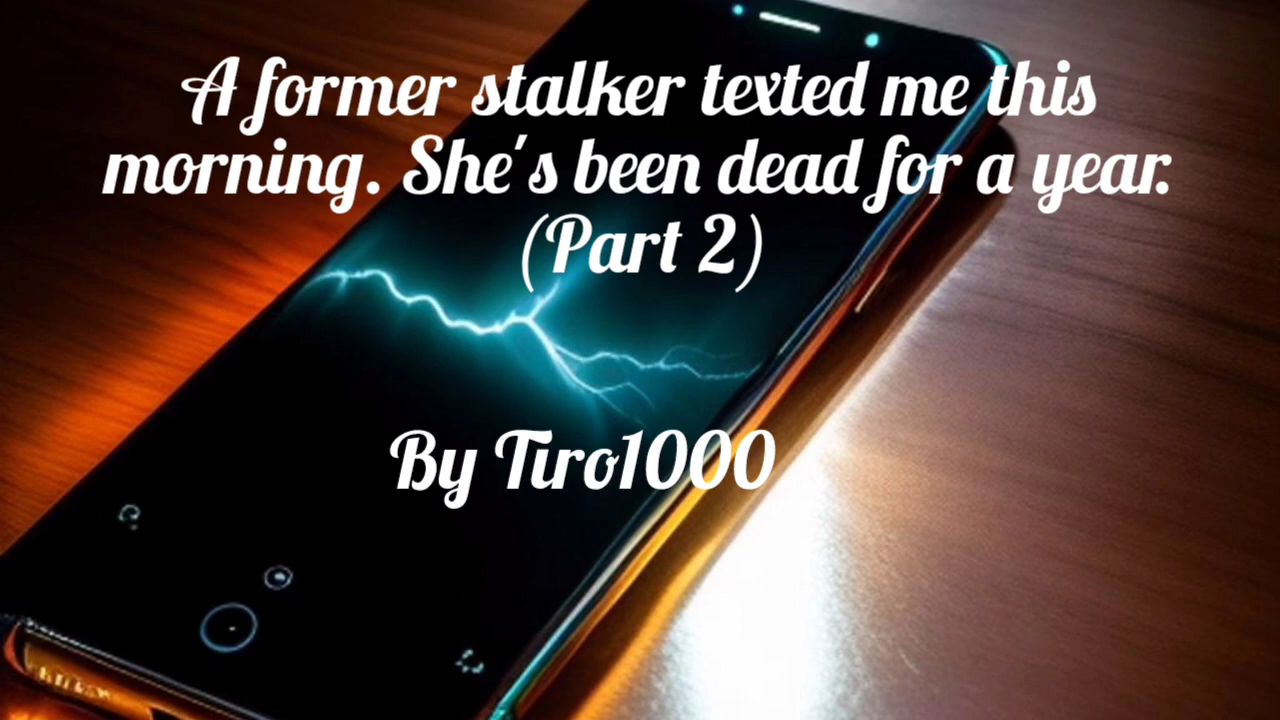 A former stalker texted me this
morning. She's been dead for a year.
(Part 2)
By Tiro1000